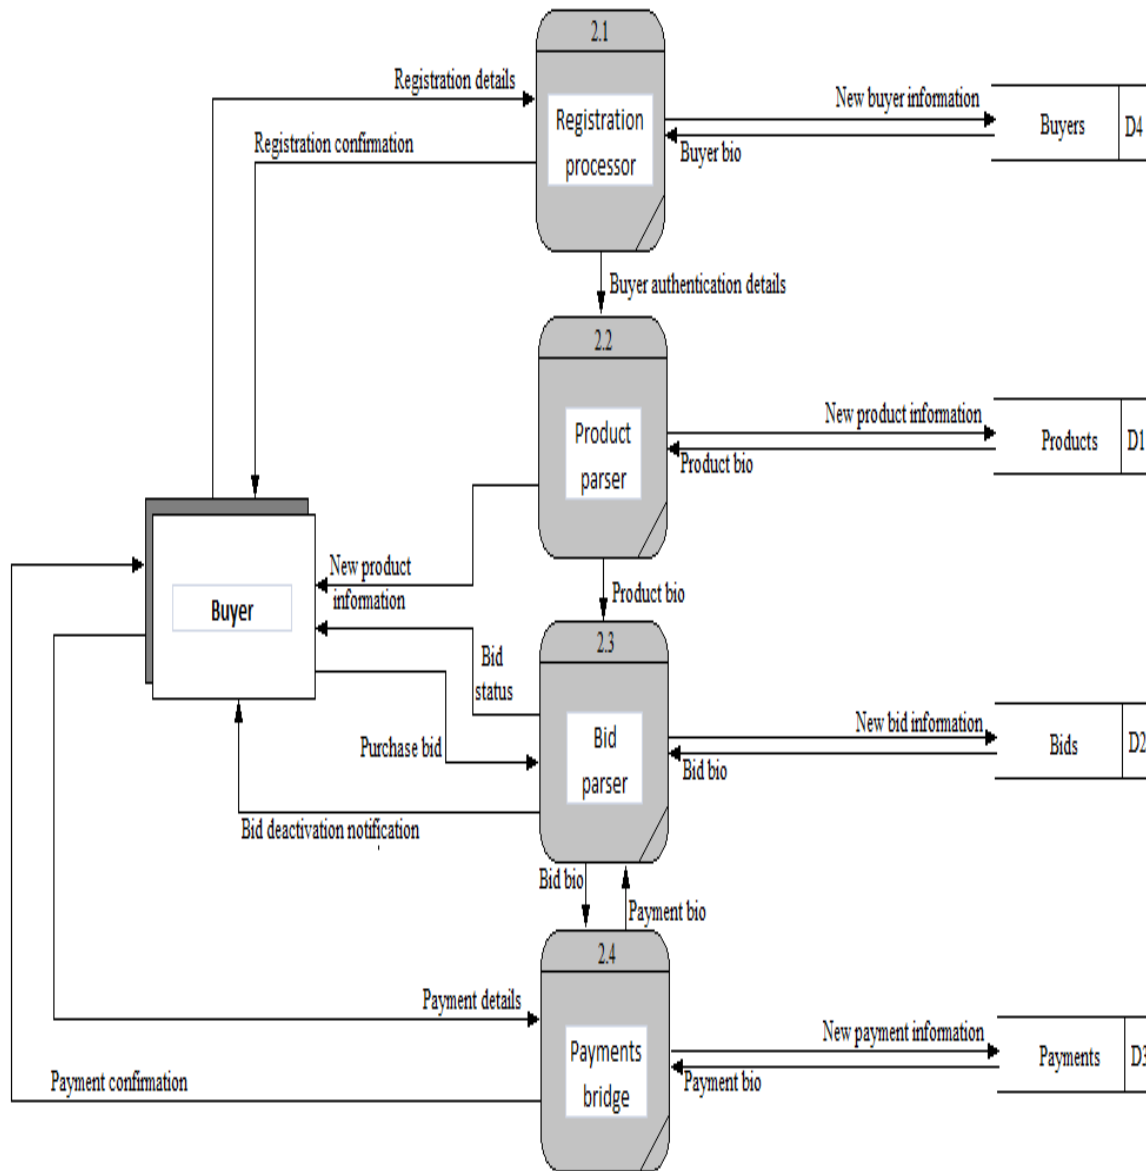 2.1
Registration details
New buyer information
Registration
processor
Buyers
D4
Registration confirmation
Buyer bio
Buyer authentication details
2.2
New product information
Product
parser
Products
D1
Product bio
New product
information
Buyer
Product bio
2.3
Bid
status
New bid information
Purchase bid
Bid
parser
Bids
D2
Bid bio
Bid deactivation notification
Bid bio
Payment bio
2.4
Payment details
New payment information
Payments
bridge
Payments
D3
Payment confirmation
Payment bio